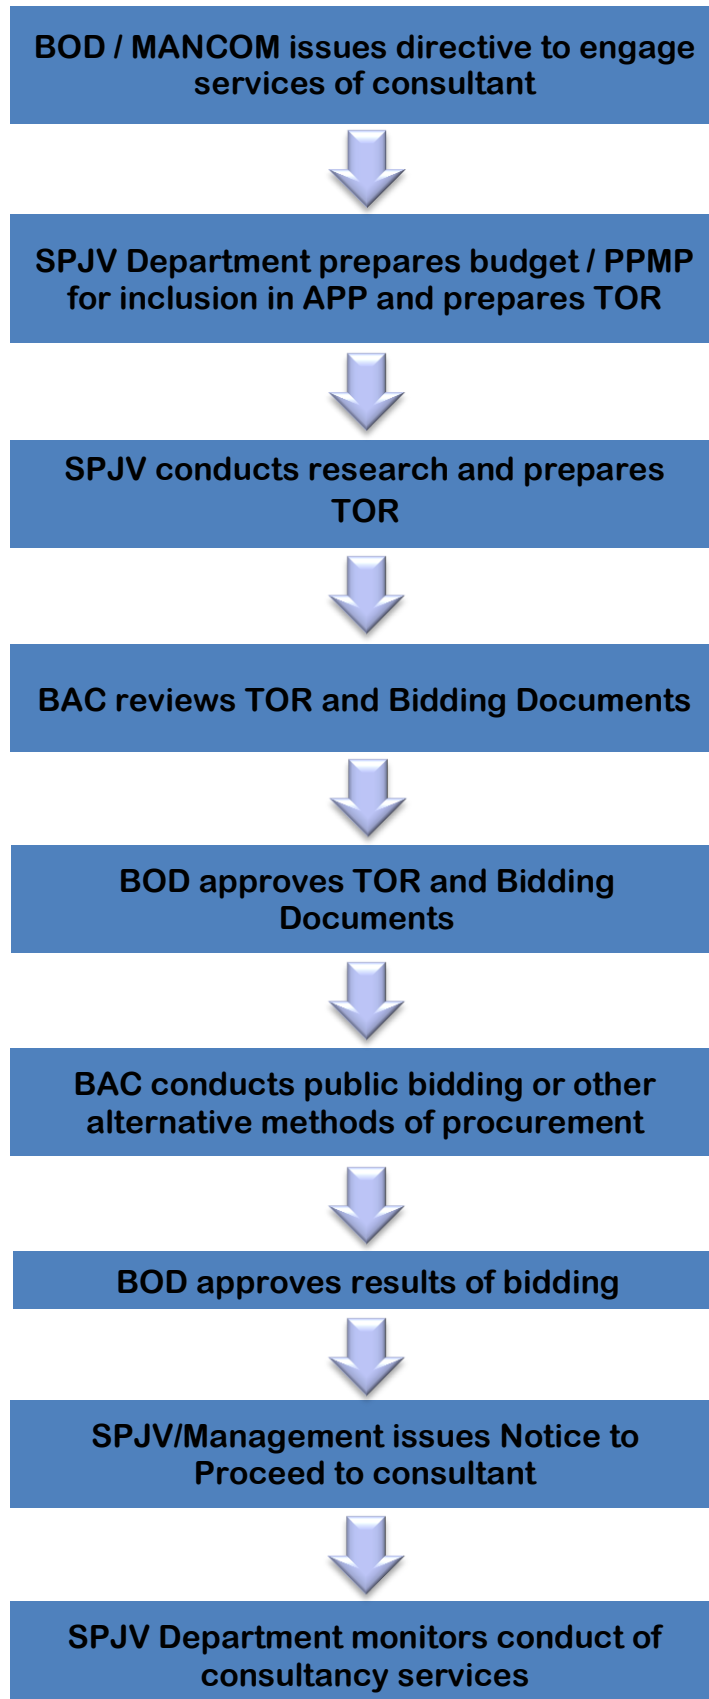 BOD / MANCOM issues directive to engage
services of consultant
SPJV Department prepares budget / PPMP
for inclusion in APP and prepares TOR
SPJV conducts research and prepares
TOR
BAC reviews TOR and Bidding Documents
BOD approves TOR and Bidding
Documents
BAC conducts public bidding or other
alternative methods of procurement
BOD approves results of bidding
SPJV/Management issues Notice to
Proceed to consultant
SPJV Department monitors conduct of
consultancy services